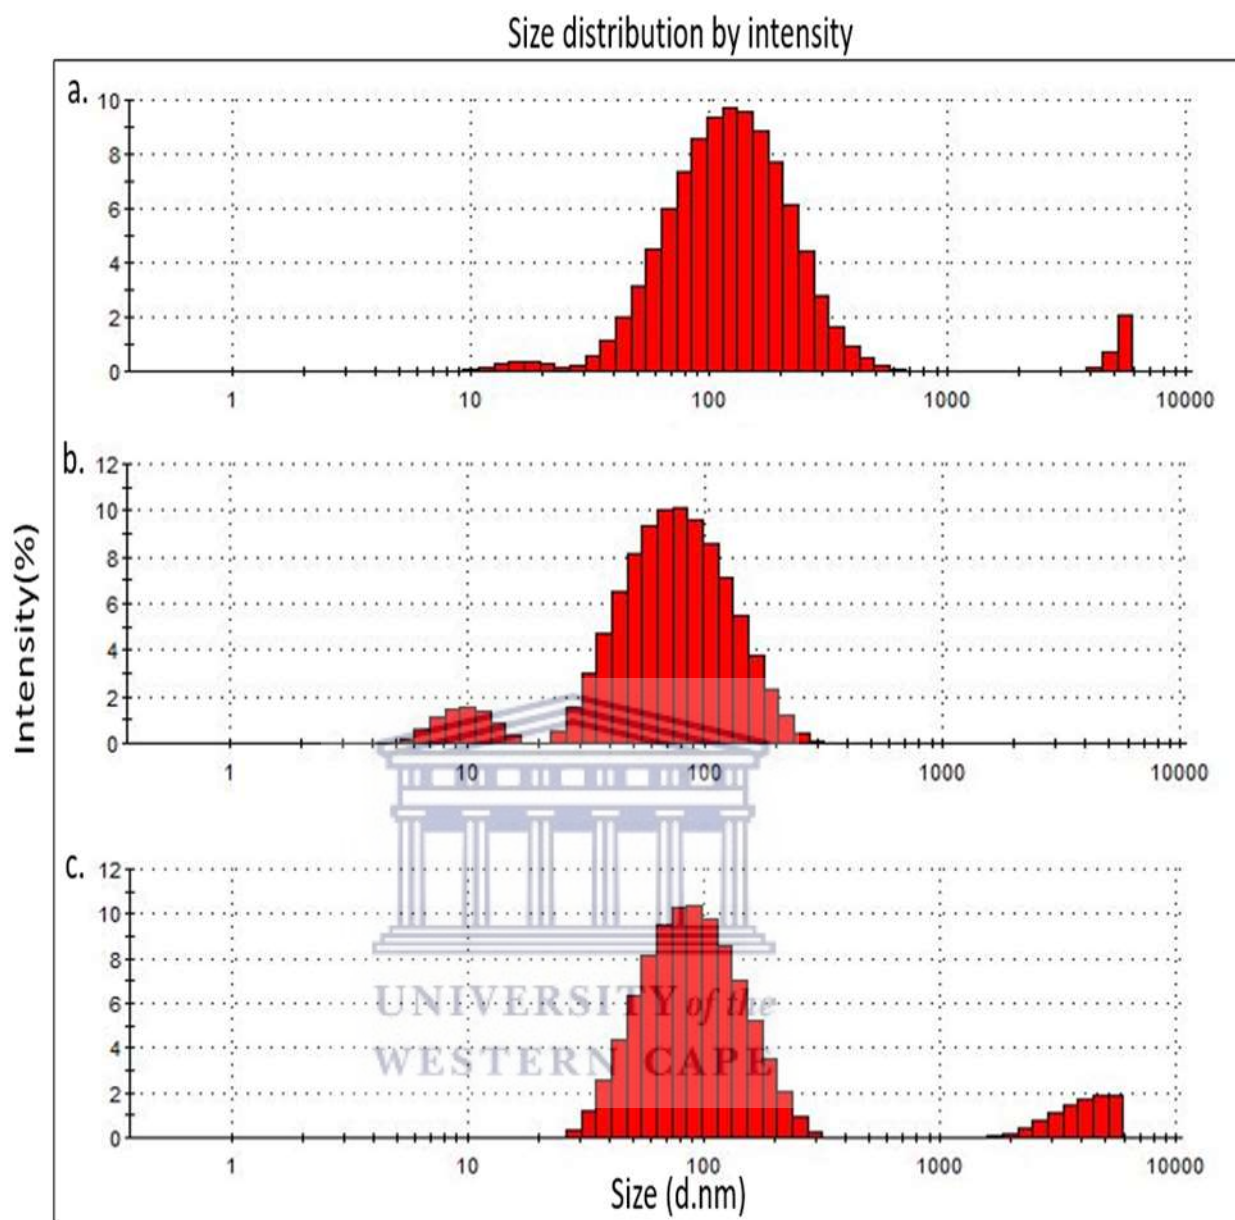 Size distribution by intensity
a.
10
8
6
4
2
0
1 10 100 1000 10000
b.
12
10
8
6
4
2
0
1 10 100 1000 10000
Intensity(%)
c.
12
10
8
6
4
2
0
UNIVERSITY of the
WESTERN CAPE
1 10 100 1000 10000
Size (d.nm)